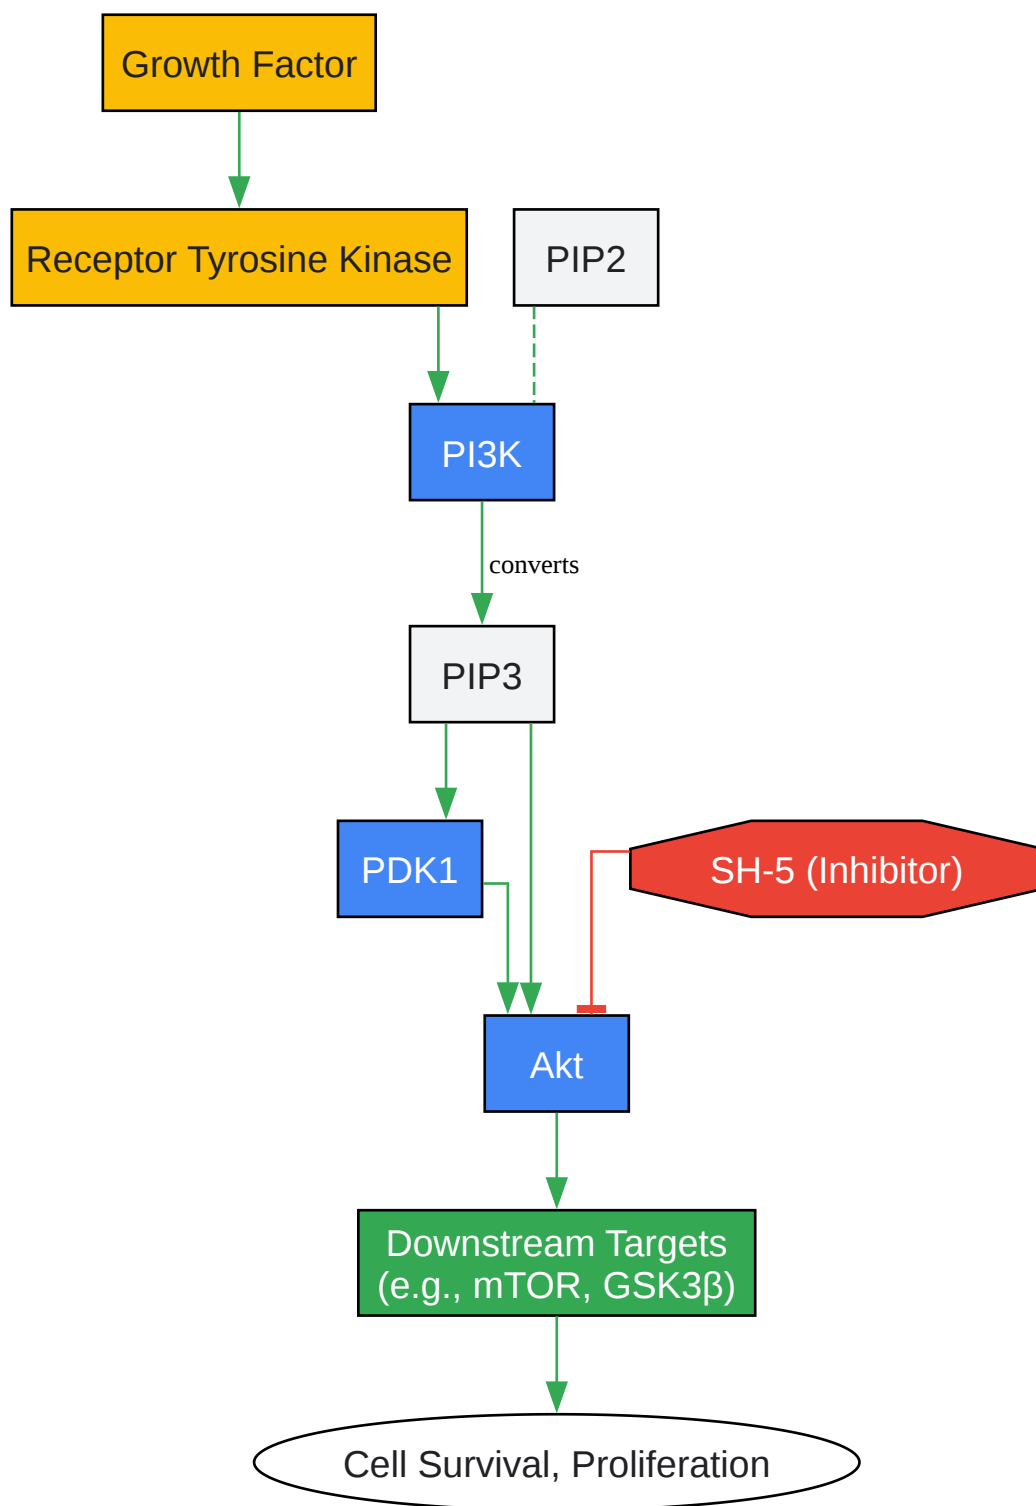 Growth Factor
Receptor Tyrosine Kinase
PIP2
PI3K
converts
PIP3
PDK1
SH-5 (Inhibitor)
Akt
Downstream Targets
(e.g., mTOR, GSK3β)
Cell Survival, Proliferation